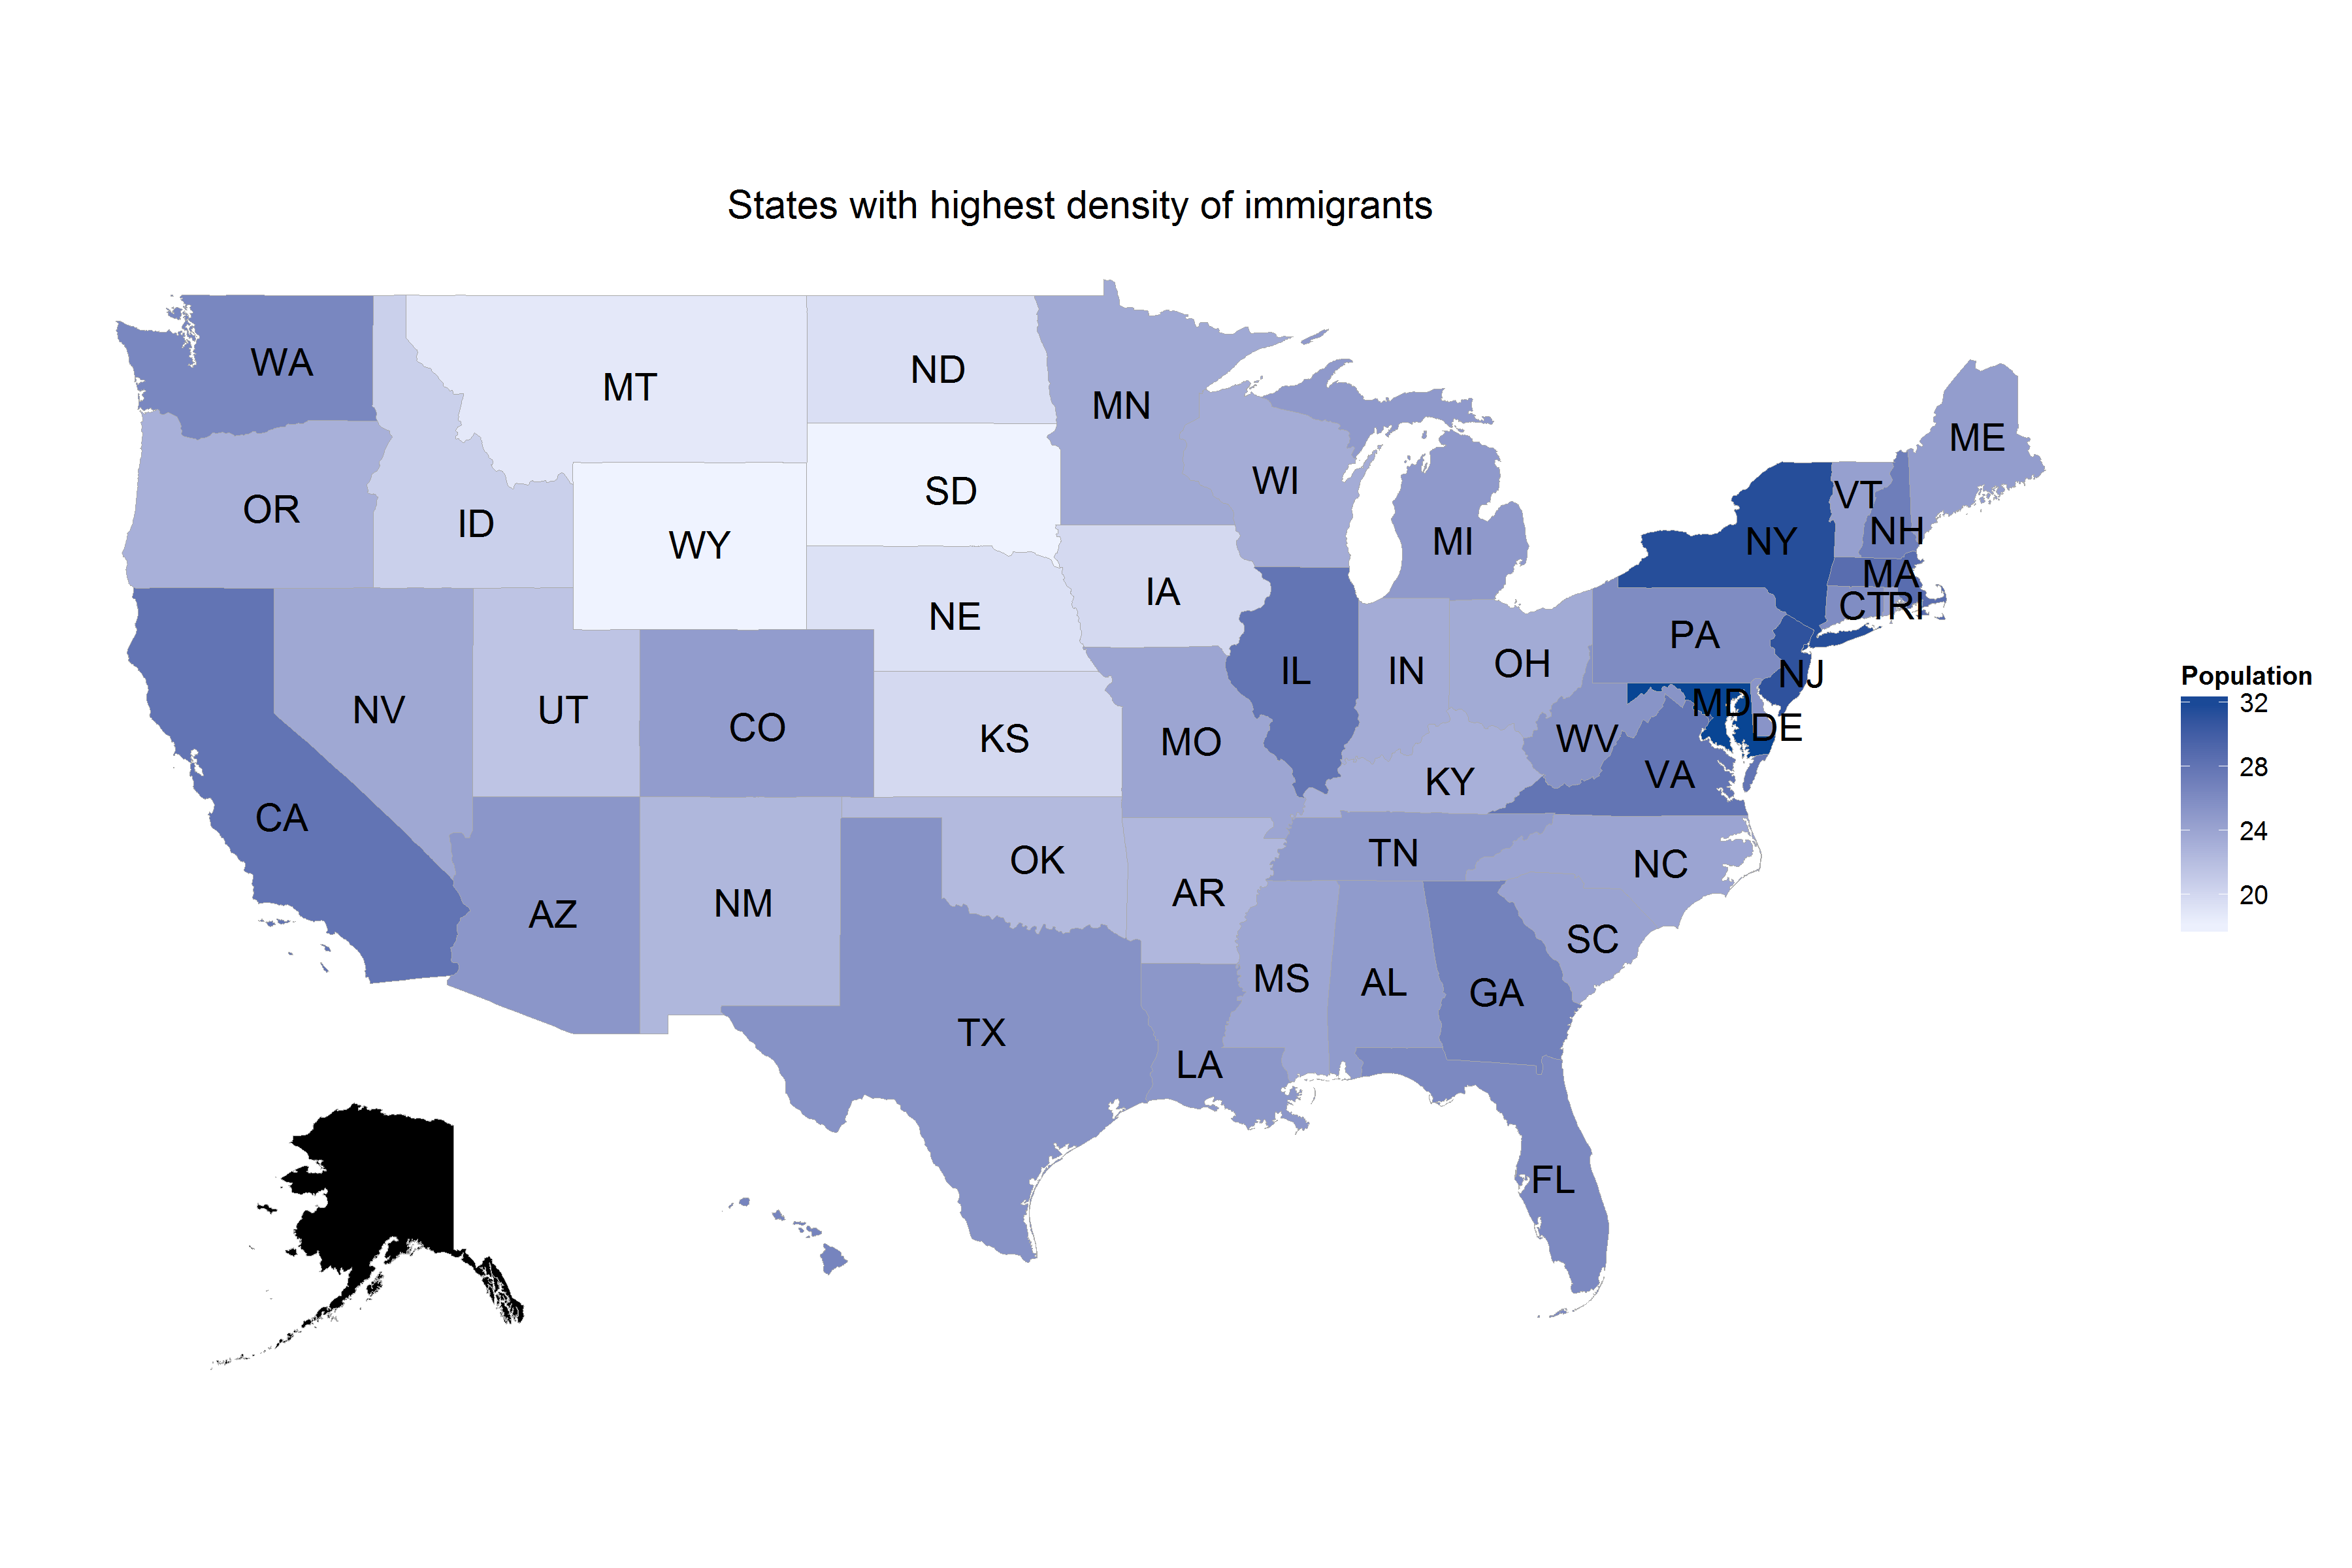 States with highest density of immigrants
WA
MT
ND
MN
ME
OR
ID
SD
WI
VT
NH
WY
MI
NY
MA
IA
CT
RI
NE
PA
IL
IN
OH
NJ
Population
MD
32
NV
UT
CO
KS
MO
WV
DE
28
VA
KY
CA
24
TN
NC
OK
AR
20
AZ
NM
SC
MS
AL
GA
TX
LA
FL